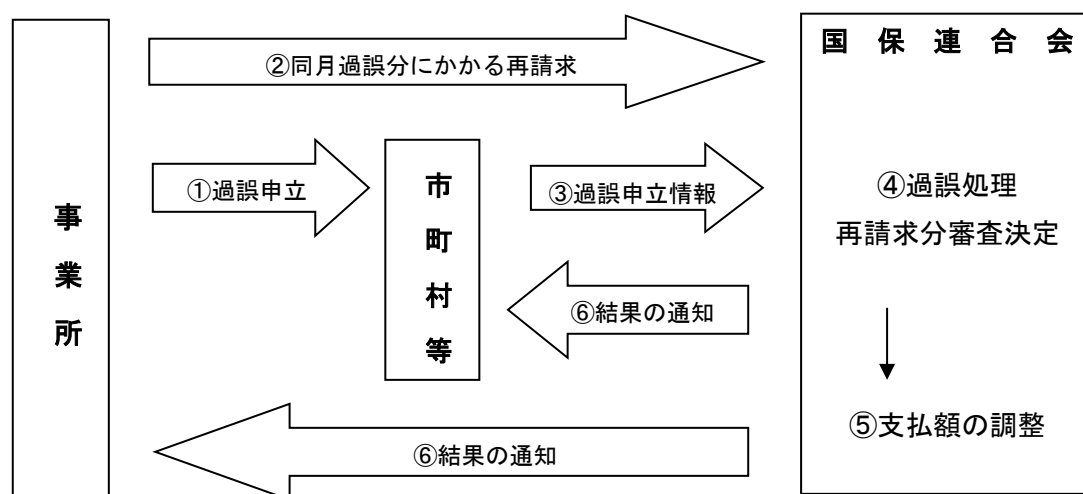 国保連合会
②同月過誤分にかかる再請求
①過誤申立
市町村等
③過誤申立情報
④過誤処理
再請求分審査決定
事業所
⑥結果の通知
⑤支払額の調整
⑥結果の通知